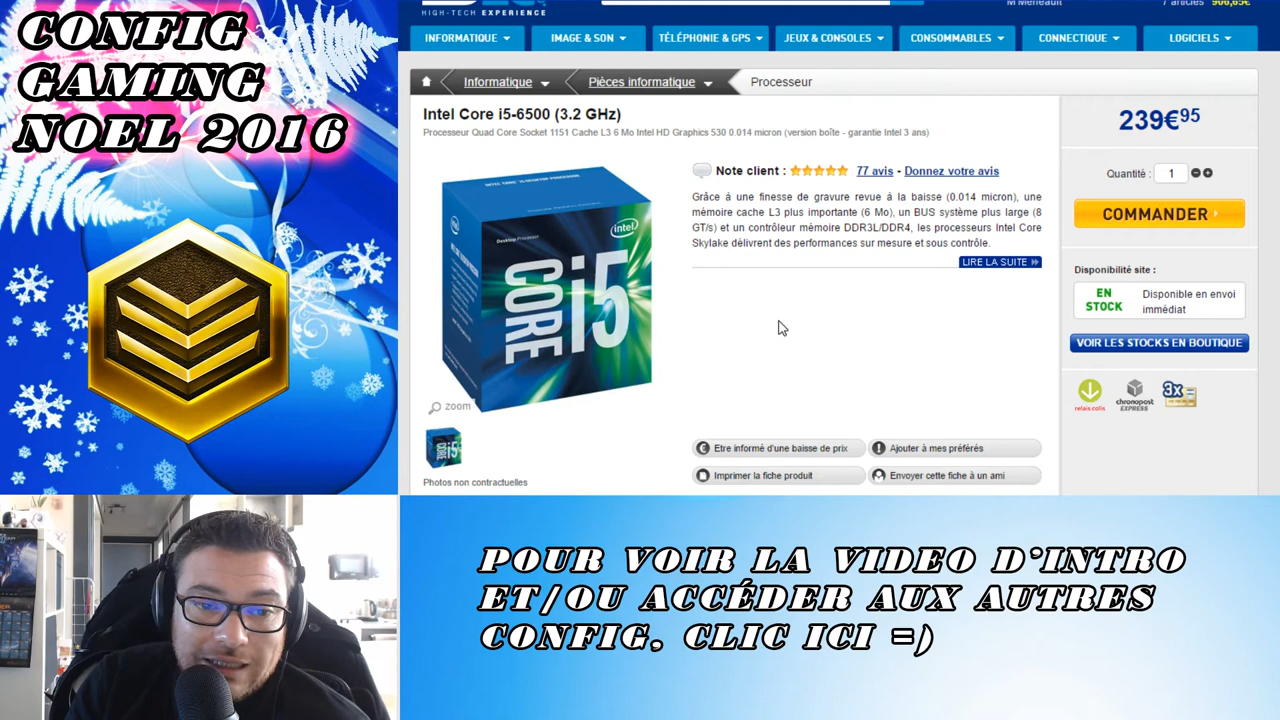 CONFIG
GAMING
NOEL 2016
HIGH-TECH EXPERIENCE
7 articles
INFORMATIQUE
IMAGE & SON
TÉLÉPHONIE & GPS
JEUX & CONSOLES
CONSOMMABLES
CONNECTIQUE
LOGICIELS
Informatique
Pièces informatique
Processeur
Intel Core i5-6500 (3.2 GHz)
Processeur Quad Core Socket 1151 Cache L3 6 Mo Intel HD Graphics 530 0.014 micron (version boîte - garantie Intel 3 ans)
intel
CORE i5
Desktop Processor
zoom
CORE i5
Photos non contractuelles
Note client :
77 avis - Donnez votre avis
Grâce à une finesse de gravure revue à la baisse (0.014 micron), une
mémoire cache L3 plus importante (6 Mo), un BUS système plus large (8
GT/s) et un contrôleur mémoire DDR3L/DDR4, les processeurs Intel Core
Skylake délivrent des performances sur mesure et sous contrôle.
LIRE LA SUITE
Etre informé d'une baisse de prix
Ajouter à mes préférés
Imprimer la fiche produit
Envoyer cette fiche à un ami
239€95
Quantité : 1
COMMANDER
Disponibilité site :
EN
STOCK
Disponible en envoi
immédiat
VOIR LES STOCKS EN BOUTIQUE
relais colis
chronopost
EXPRESS
3x
POUR VOIR LA VIDEO D'INTRO
ET/OU ACCÉDER AUX AUTRES
CONFIG, CLIC ICI =)